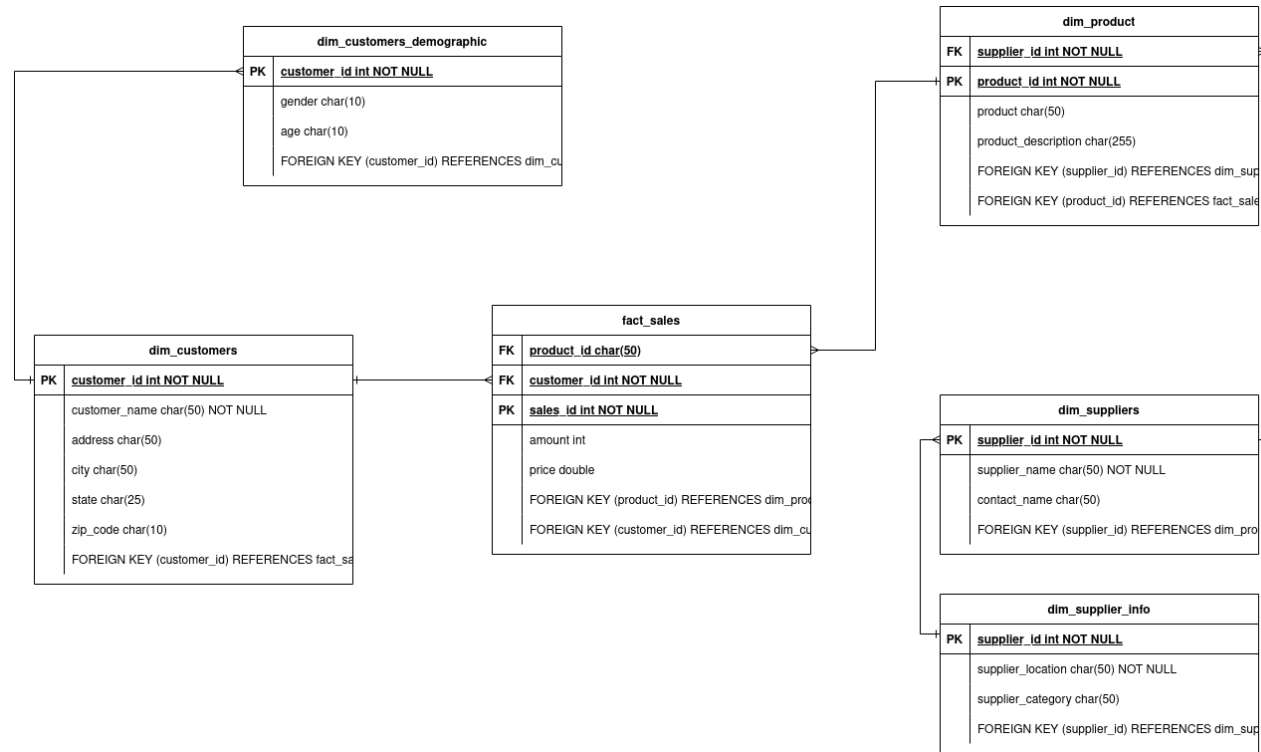 dim_customers_demographic
PK customer_id int NOT NULL
gender char(10)
age char(10)
FOREIGN KEY (customer_id) REFERENCES dim_cu
dim_product
FK supplier_id int NOT NULL
PK product_id int NOT NULL
product char(50)
product_description char(255)
FOREIGN KEY (supplier_id) REFERENCES dim_sup
FOREIGN KEY (product_id) REFERENCES fact_sale
dim_customers
PK customer_id int NOT NULL
customer_name char(50) NOT NULL
address char(50)
city char(50)
state char(25)
zip_code char(10)
FOREIGN KEY (customer_id) REFERENCES fact_sa
fact_sales
FK product_id char(50)
FK customer_id int NOT NULL
PK sales_id int NOT NULL
amount int
price double
FOREIGN KEY (product_id) REFERENCES dim_prod
FOREIGN KEY (customer_id) REFERENCES dim_cu
dim_suppliers
PK supplier_id int NOT NULL
supplier_name char(50) NOT NULL
contact_name char(50)
FOREIGN KEY (supplier_id) REFERENCES dim_pro
dim_supplier_info
PK supplier_id int NOT NULL
supplier_location char(50) NOT NULL
supplier_category char(50)
FOREIGN KEY (supplier_id) REFERENCES dim_sup